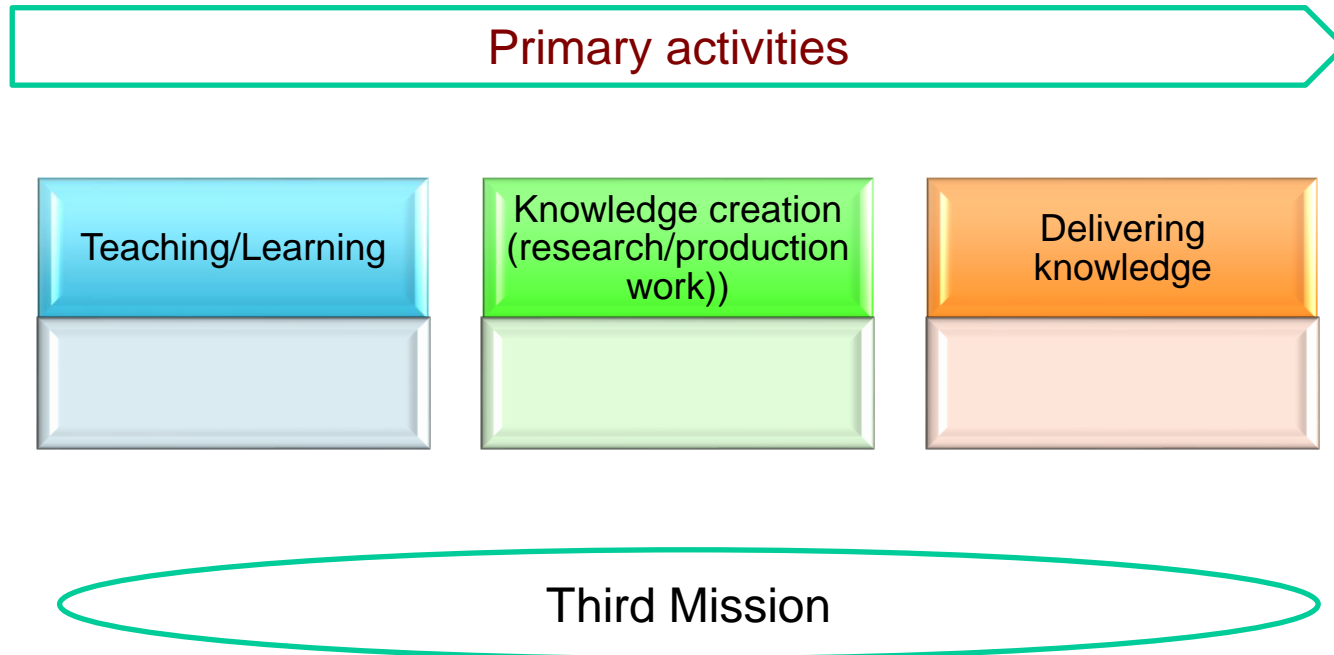 Primary activities
Teaching/Learning
Knowledge creation
(research/production
work))
Delivering
knowledge
Third Mission